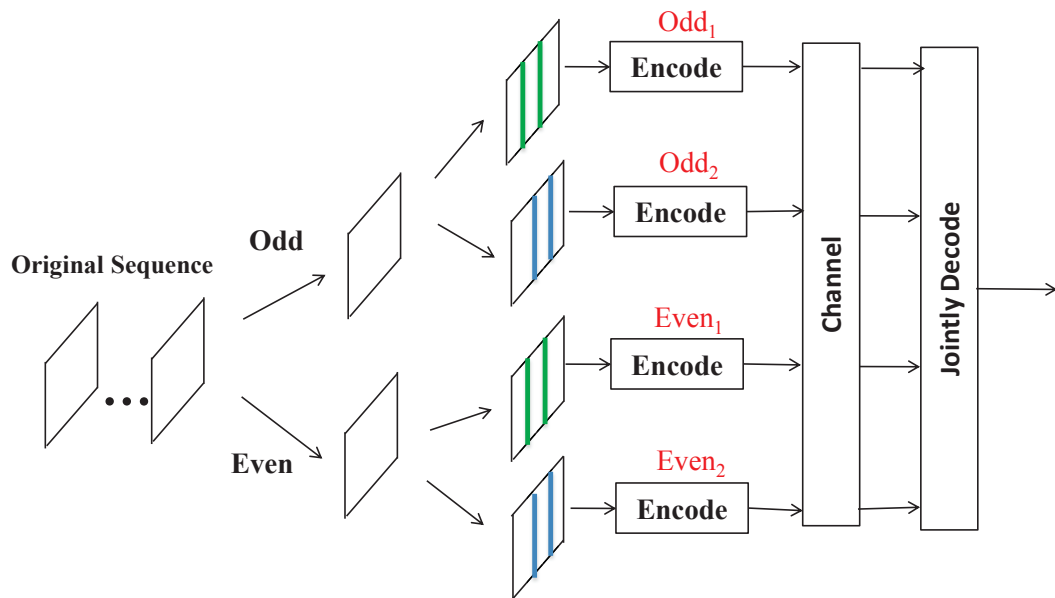 Odd₁
Encode
Odd₂
Encode
Odd
Original Sequence
Even₁
Encode
Even
Even₂
Encode
Channel
Jointly Decode